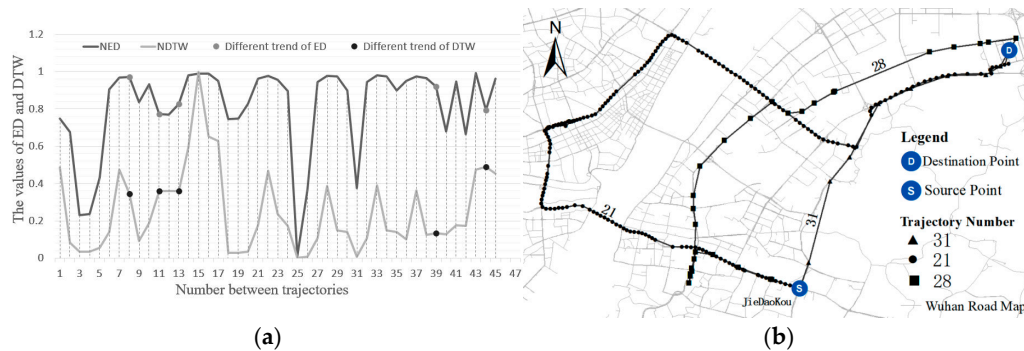 1.2
NED NDTW Different trend of ED Different trend of DTW
1
0.8
0.6
0.4
0.2
0
The values of ED and DTW
1 3 5 7 9 11 13 15 17 19 21 23 25 27 29 31 33 35 37 39 41 43 45 47
Number between trajectories
(a)
N
28
D
21
31
S
JieDaoKou
Legend
D Destination Point
S Source Point
Trajectory Number
31
21
28
Wuhan Road Map
(b)